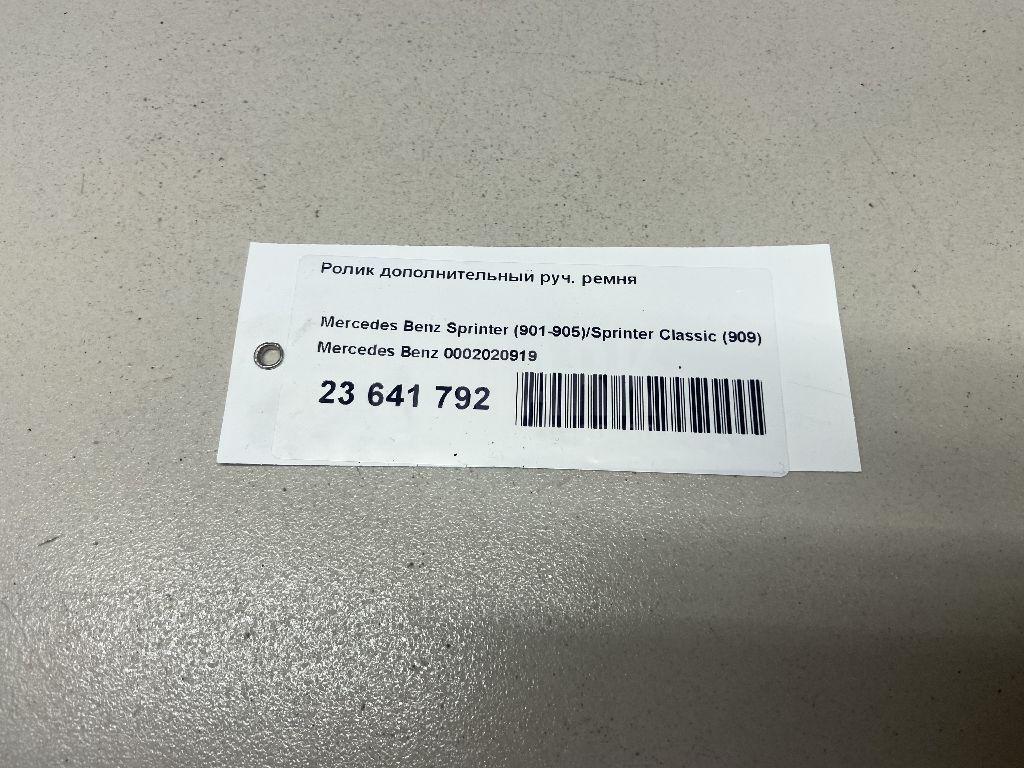 Ролик дополнительный руч. ремня
Mercedes Benz Sprinter (901-905)/Sprinter Classic (909)
Mercedes Benz 0002020919
23 641 792